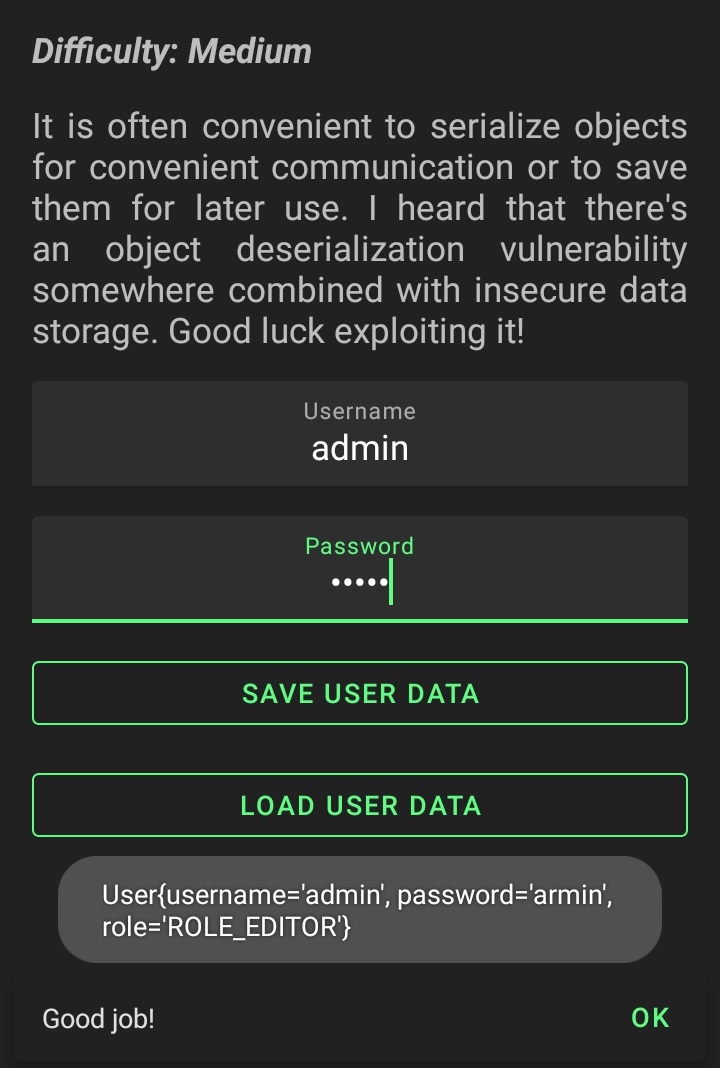 Difficulty: Medium
It is often convenient to serialize objects
for convenient communication or to save
them for later use. I heard that there's
an object deserialization vulnerability
somewhere combined with insecure data
storage. Good luck exploiting it!
Username
admin
Password
•••••
SAVE USER DATA
LOAD USER DATA
User{username='admin', password='armin',
role='ROLE_EDITOR'}
Good job!
OK